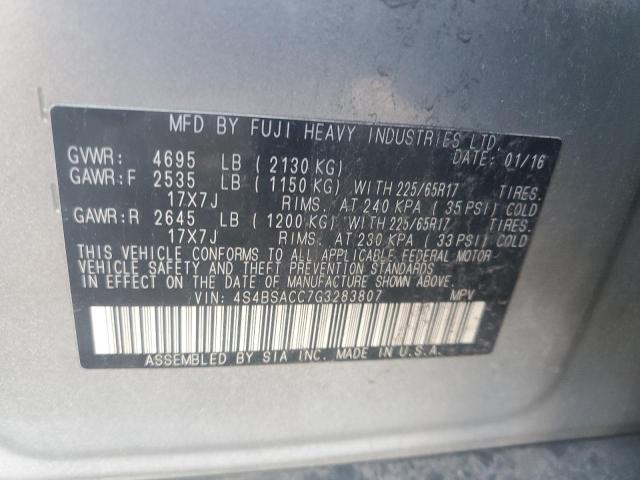 MFD BY FUJI HEAVY INDUSTRIES LTD.
DATE: 01/16
GVWR: 4695 LB (2130 KG)
GAWR:F 2535 LB (1150 KG) WITH 225/65R17 TIRES.
17X7J RIMS. AT 240 KPA (35 PSI) COLD
GAWR:R 2645 LB (1200 KG) WITH 225/65R17 TIRES.
17X7J RIMS. AT 230 KPA (33 PSI) COLD
THIS VEHICLE CONFORMS TO ALL APPLICABLE FEDERAL MOTOR
VEHICLE SAFETY AND THEFT PREVENTION STANDARDS
IN EFFECT ON THE DATE OF MANUFACTURE SHOWN ABOVE.
VIN: 4S4BSACC7G3283807 MPV
ASSEMBLED BY SIA INC. MADE IN U.S.A.